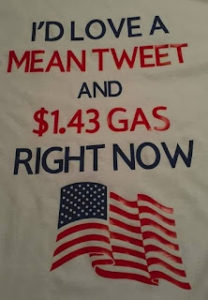 I'D LOVE A
MEAN TWEET
AND
$1.43 GAS
RIGHT NOW